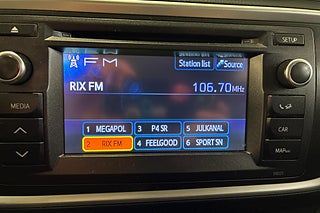 SETUP
FM
Station list
Source
RIX FM 106.70 MHz
MEDIA
CAR
MAP
1 MEGAPOL 3 P4 SR 5 JULKANAL
2 RIX FM 4 FEELGOOD 6 SPORT SN